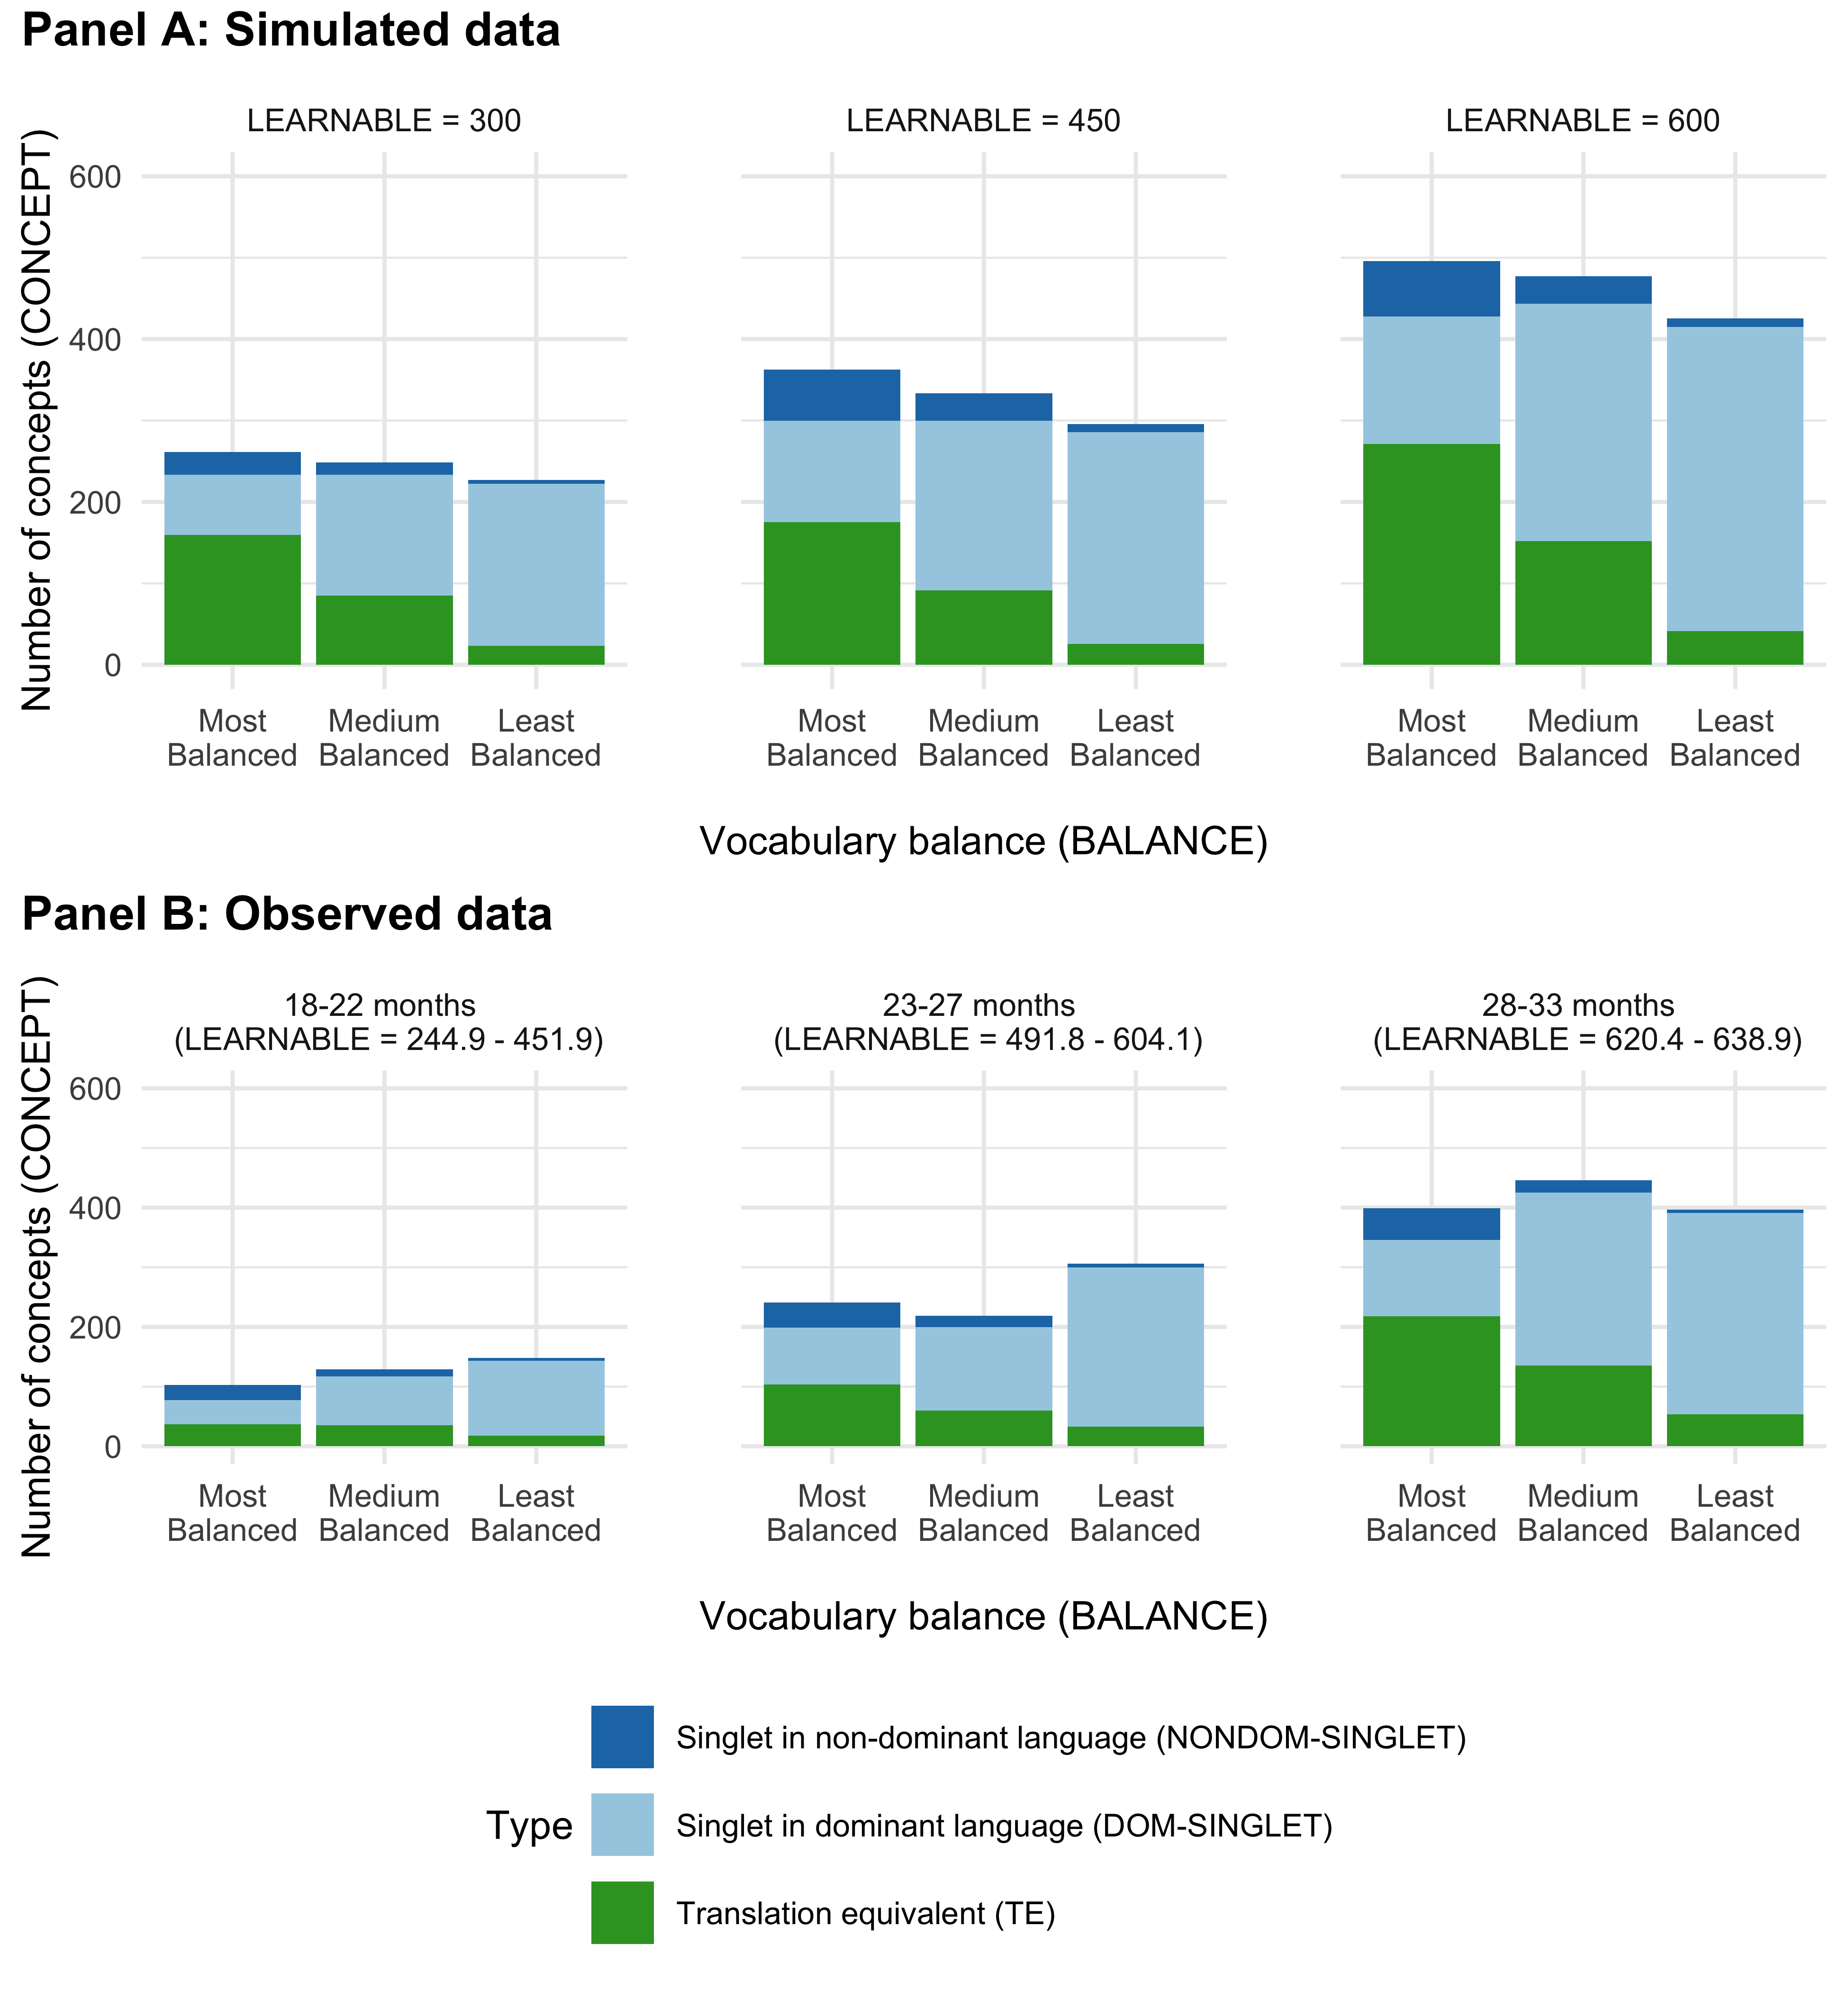 Panel A: Simulated data
LEARNABLE = 300
LEARNABLE = 450
LEARNABLE = 600
Number of concepts (CONCEPT)
600
400
200
0
Most Balanced
Medium Balanced
Least Balanced
Most Balanced
Medium Balanced
Least Balanced
Most Balanced
Medium Balanced
Least Balanced
Vocabulary balance (BALANCE)
Panel B: Observed data
18-22 months
(LEARNABLE = 244.9 - 451.9)
23-27 months
(LEARNABLE = 491.8 - 604.1)
28-33 months
(LEARNABLE = 620.4 - 638.9)
Number of concepts (CONCEPT)
600
400
200
0
Most Balanced
Medium Balanced
Least Balanced
Most Balanced
Medium Balanced
Least Balanced
Most Balanced
Medium Balanced
Least Balanced
Vocabulary balance (BALANCE)
Type
Singlet in non-dominant language (NONDOM-SINGLET)
Singlet in dominant language (DOM-SINGLET)
Translation equivalent (TE)